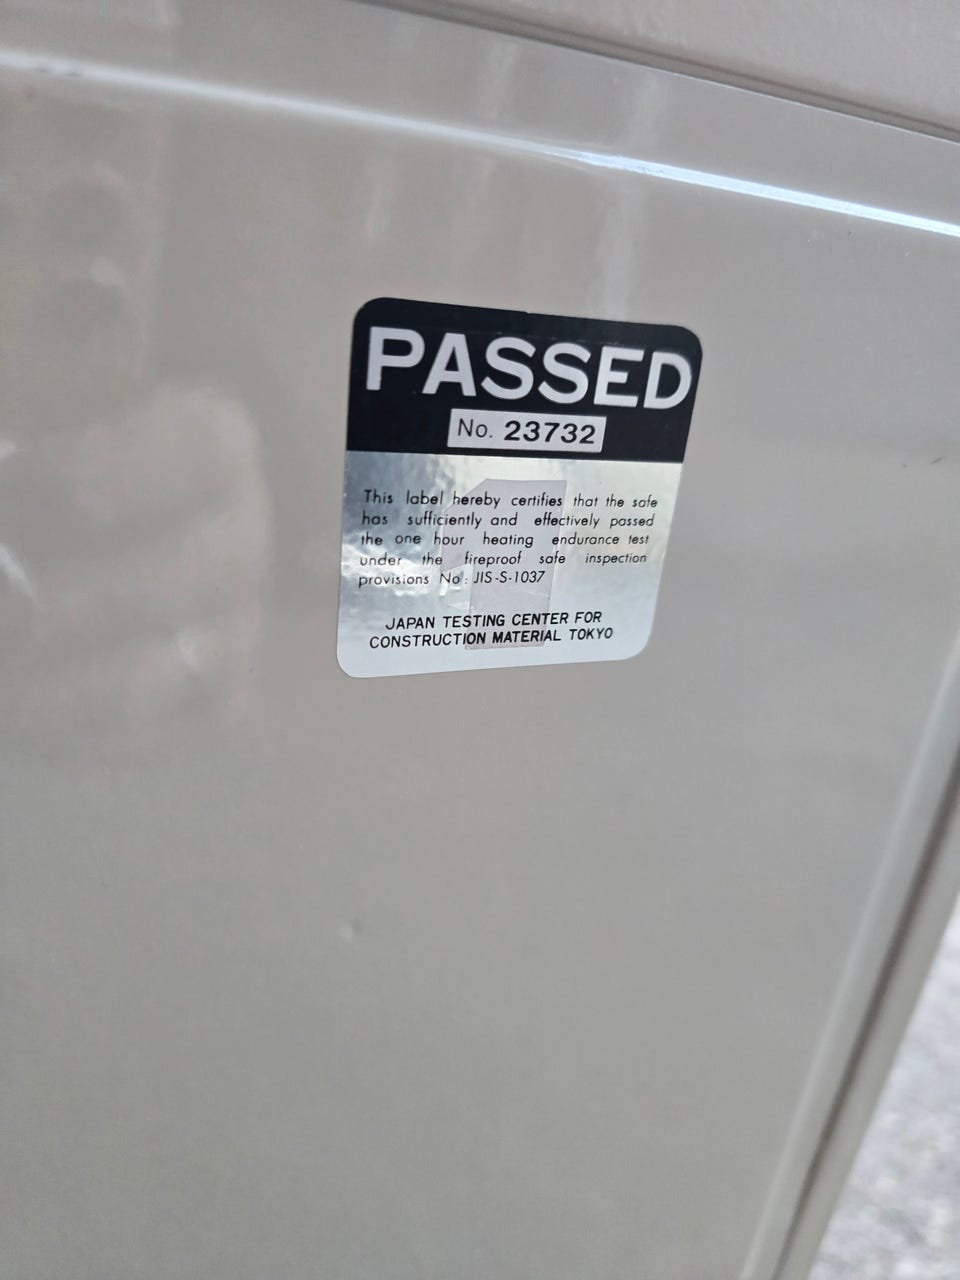 PASSED
No. 23732
This label hereby certifies that the safe
has sufficiently and effectively passed
the one hour heating endurance test
under the fireproof safe inspection
provisions No: JIS-S-1037
1
JAPAN TESTING CENTER FOR
CONSTRUCTION MATERIAL TOKYO